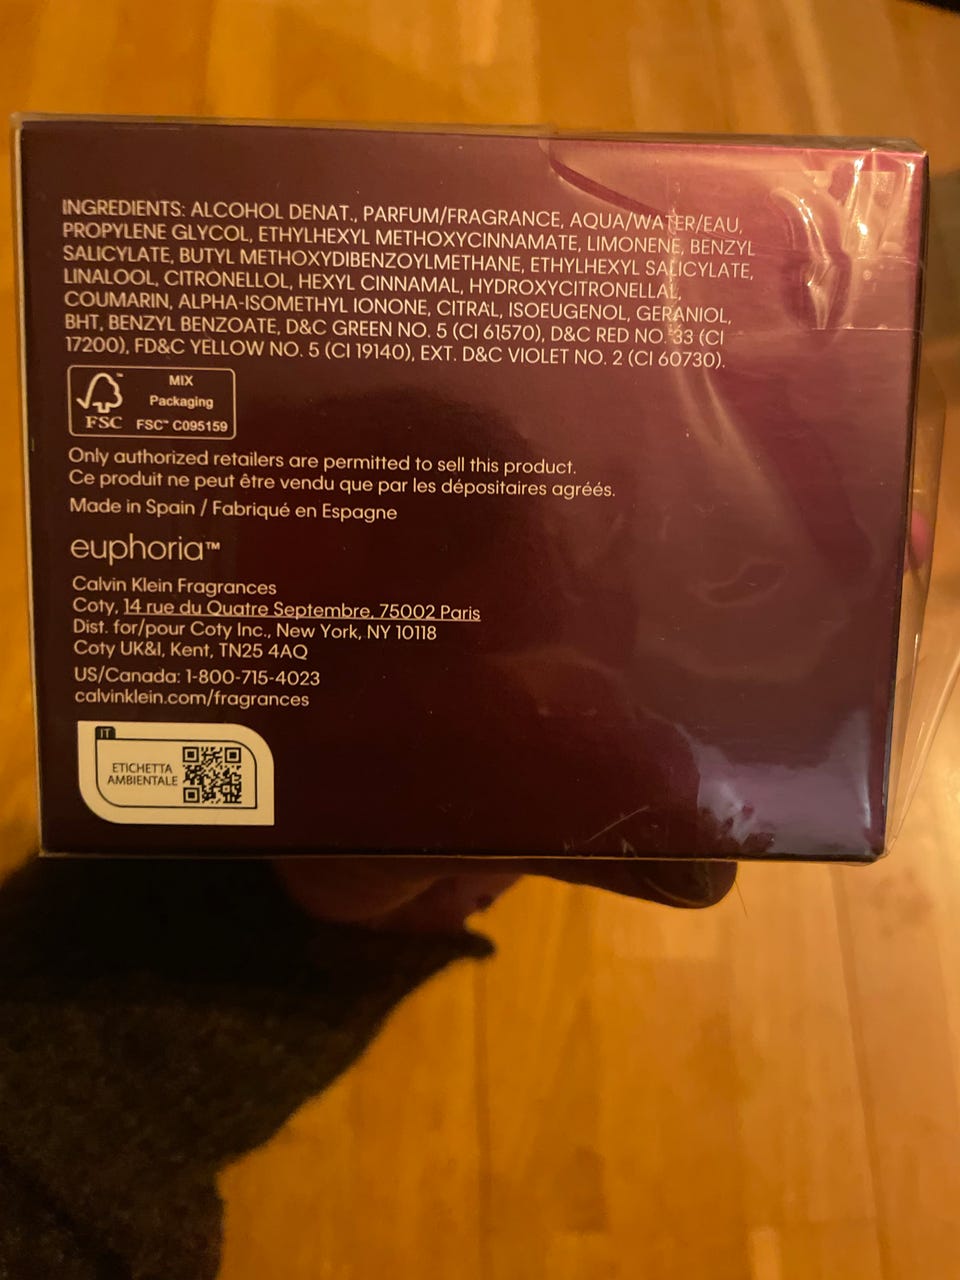 INGREDIENTS: ALCOHOL DENAT., PARFUM/FRAGRANCE, AQUA/WATER/EAU,
PROPYLENE GLYCOL, ETHYLHEXYL METHOXYCINNAMATE, LIMONENE, BENZYL
SALICYLATE, BUTYL METHOXYDIBENZOYLMETHANE, ETHYLHEXYL SALICYLATE,
LINALOOL, CITRONELLOL, HEXYL CINNAMAL, HYDROXYCITRONELLAL,
COUMARIN, ALPHA-ISOMETHYL IONONE, CITRAL, ISOEUGENOL, GERANIOL,
BHT, BENZYL BENZOATE, D&C GREEN NO. 5 (CI 61570), D&C RED NO. 33 (CI
17200), FD&C YELLOW NO. 5 (CI 19140), EXT. D&C VIOLET NO. 2 (CI 60730).
MIX
Packaging
FSC FSC™ C095159
Only authorized retailers are permitted to sell this product.
Ce produit ne peut être vendu que par les dépositaires agréés.
Made in Spain / Fabriqué en Espagne
euphoria™
Calvin Klein Fragrances
Coty, 14 rue du Quatre Septembre, 75002 Paris
Dist. for/pour Coty Inc., New York, NY 10118
Coty UK&I, Kent, TN25 4AQ
US/Canada: 1-800-715-4023
calvinklein.com/fragrances
IT
ETICHETTA
AMBIENTALE